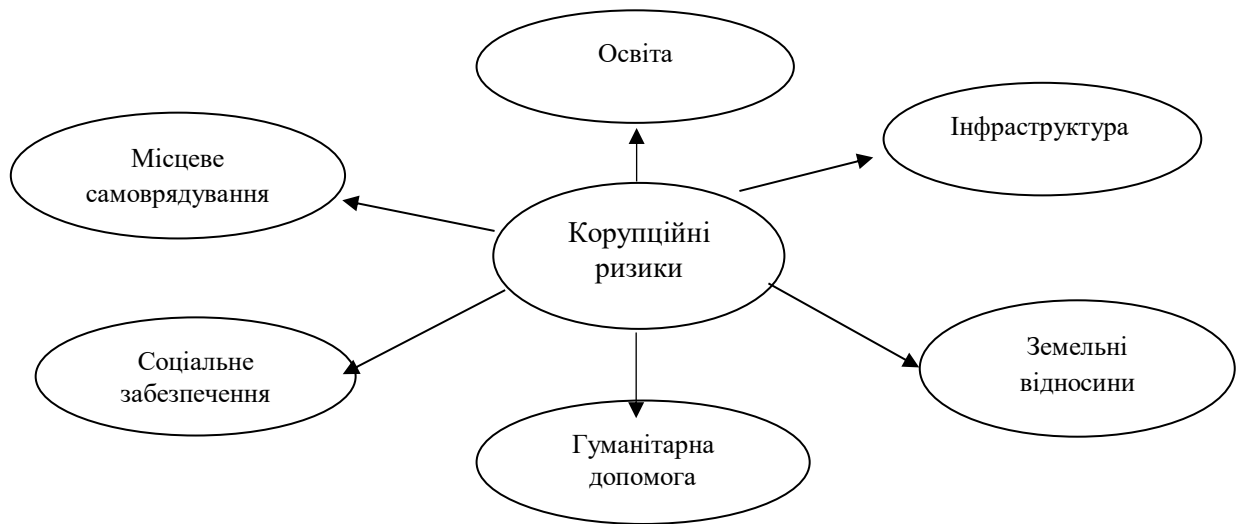 Освіта
Інфраструктура
Місцеве
самоврядування
Корупційні
ризики
Соціальне
забезпечення
Земельні
відносини
Гуманітарна
допомога